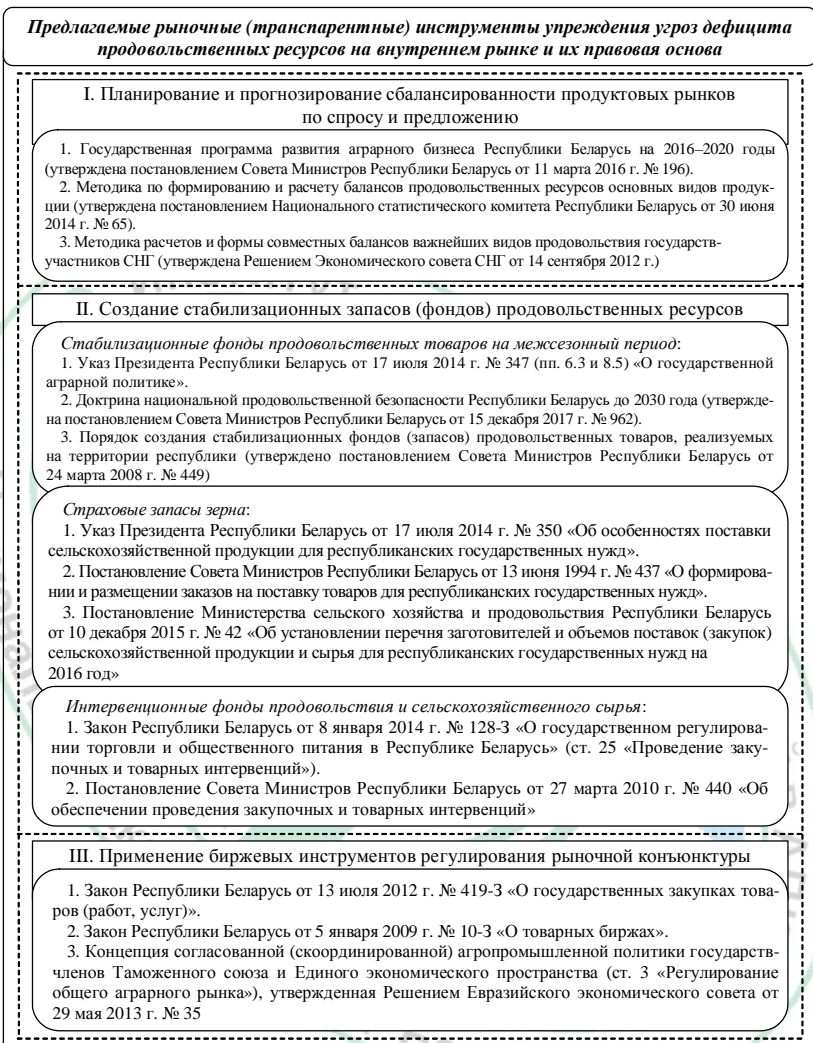 Предлагаемые рыночные (транспарентные) инструменты упреждения угроз дефицита
продовольственных ресурсов на внутреннем рынке и их правовая основа
I. Планирование и прогнозирование сбалансированности продуктовых рынков
по спросу и предложению
1. Государственная программа развития аграрного бизнеса Республики Беларусь на 2016–2020 годы
(утверждена постановлением Совета Министров Республики Беларусь от 11 марта 2016 г. № 196).
2. Методика по формированию и расчету балансов продовольственных ресурсов основных видов продук-
ции (утверждена постановлением Национального статистического комитета Республики Беларусь от 30 июня
2014 г. № 65).
3. Методика расчетов и формы совместных балансов важнейших видов продовольствия государств-
участников СНГ (утверждена Решением Экономического совета СНГ от 14 сентября 2012 г.)
II. Создание стабилизационных запасов (фондов) продовольственных ресурсов
Стабилизационные фонды продовольственных товаров на межсезонный период:
1. Указ Президента Республики Беларусь от 17 июля 2014 г. № 347 (пп. 6.3 и 8.5) «О государственной
аграрной политике».
2. Доктрина национальной продовольственной безопасности Республики Беларусь до 2030 года (утвержде-
на постановлением Совета Министров Республики Беларусь от 15 декабря 2017 г. № 962).
3. Порядок создания стабилизационных фондов (запасов) продовольственных товаров, реализуемых
на территории республики (утверждено постановлением Совета Министров Республики Беларусь от
24 марта 2008 г. № 449)
Страховые запасы зерна:
1. Указ Президента Республики Беларусь от 17 июля 2014 г. № 350 «Об особенностях поставки
сельскохозяйственной продукции для республиканских государственных нужд».
2. Постановление Совета Министров Республики Беларусь от 13 июня 1994 г. № 437 «О формирова-
нии и размещении заказов на поставку товаров для республиканских государственных нужд».
3. Постановление Министерства сельского хозяйства и продовольствия Республики Беларусь
от 10 декабря 2015 г. № 42 «Об установлении перечня заготовителей и объемов поставок (закупок)
сельскохозяйственной продукции и сырья для республиканских государственных нужд на
2016 год»
Интервенционные фонды продовольствия и сельскохозяйственного сырья:
1. Закон Республики Беларусь от 8 января 2014 г. № 128-З «О государственном регулирова-
нии торговли и общественного питания в Республике Беларусь» (ст. 25 «Проведение заку-
почных и товарных интервенций»).
2. Постановление Совета Министров Республики Беларусь от 27 марта 2010 г. № 440 «Об
обеспечении проведения закупочных и товарных интервенций»
III. Применение биржевых инструментов регулирования рыночной конъюнктуры
1. Закон Республики Беларусь от 13 июля 2012 г. № 419-З «О государственных закупках това-
ров (работ, услуг)».
2. Закон Республики Беларусь от 5 января 2009 г. № 10-З «О товарных биржах».
3. Концепция согласованной (скоординированной) агропромышленной политики государств-
членов Таможенного союза и Единого экономического пространства (ст. 3 «Регулирование
общего аграрного рынка»), утвержденная Решением Евразийского экономического совета от
29 мая 2013 г. № 35